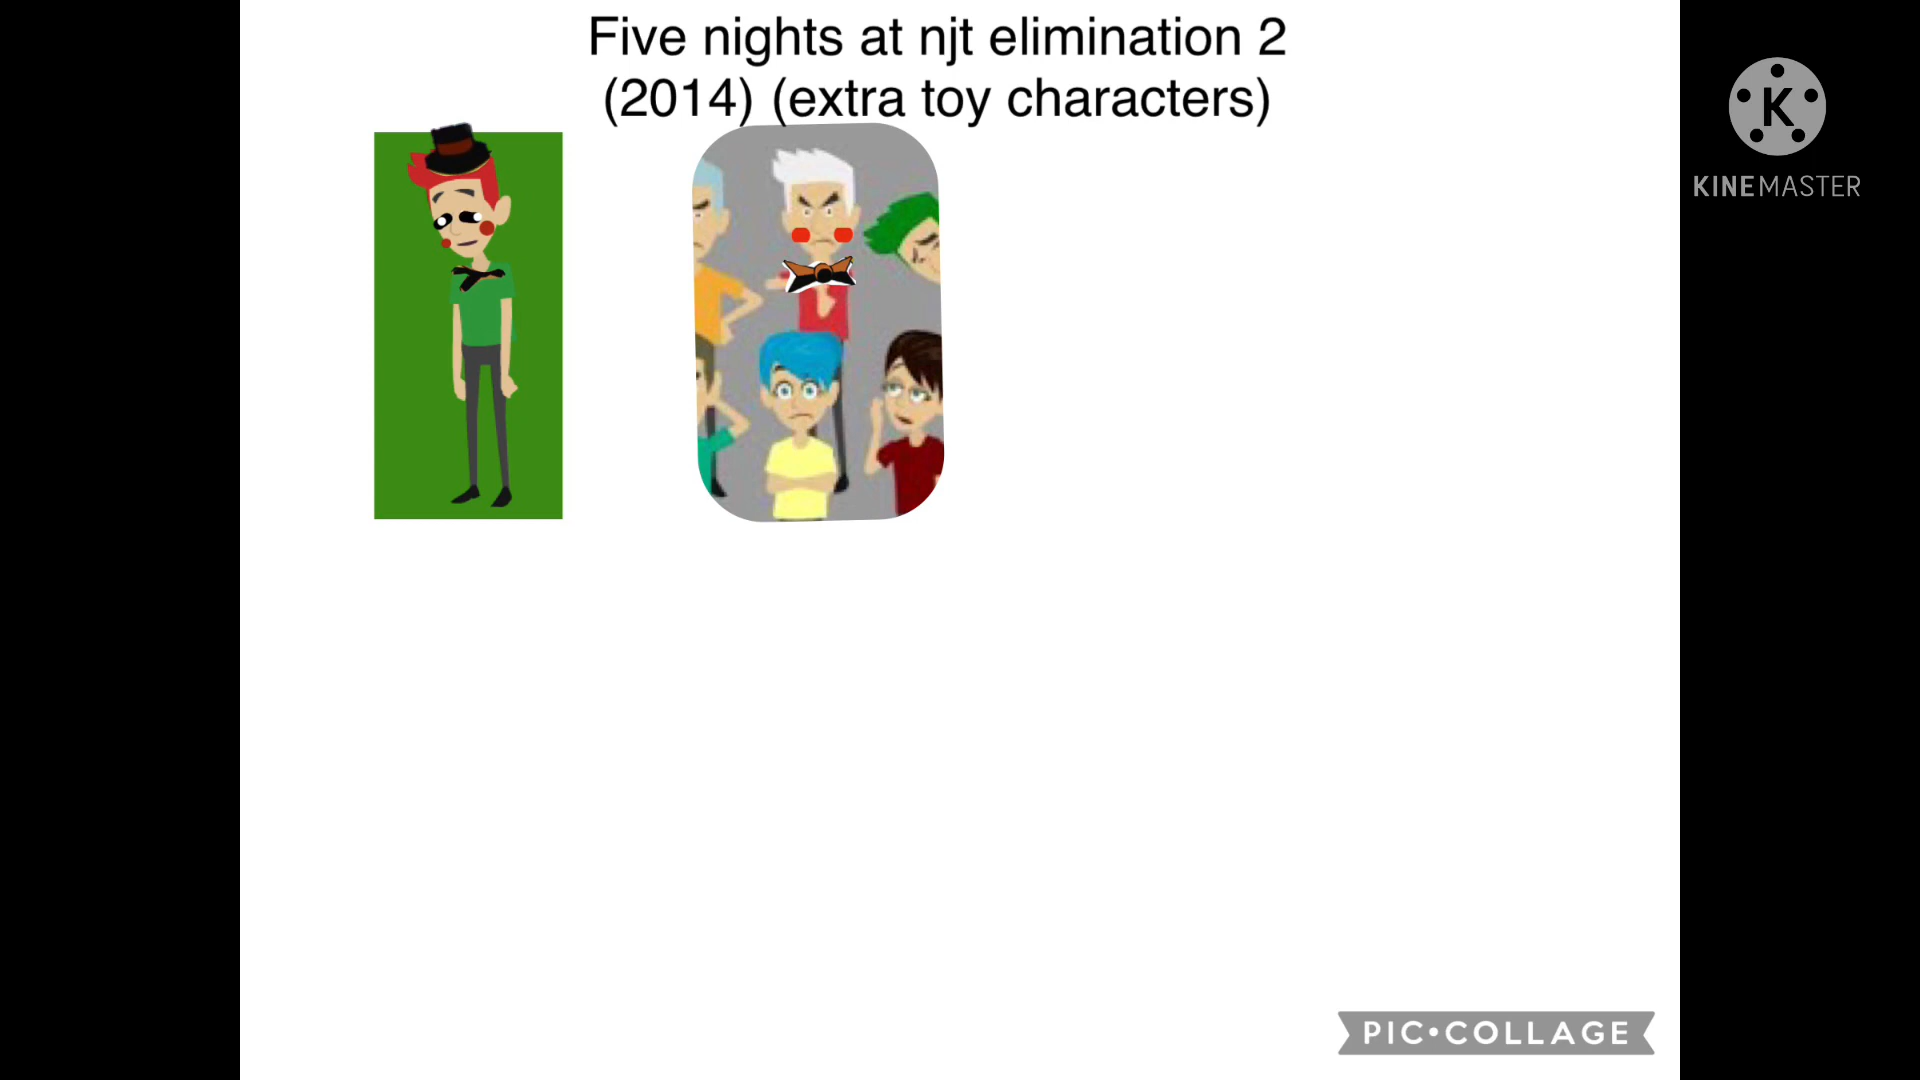 Five nights at njt elimination 2
(2014) (extra toy characters)
K
KINEMASTER
PIC•COLLAGE